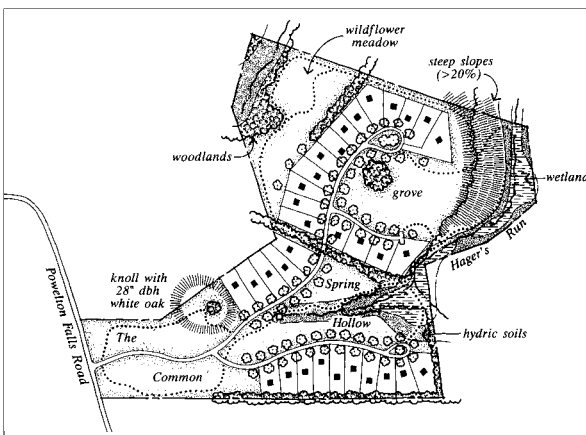 wildflower
meadow
steep slopes
(>20%)
woodlands
wetland
grove
Hager's
Run
knoll with
28" dbh
white oak
Spring
Hollow
hydric soils
The
Common
Powelton Falls Road